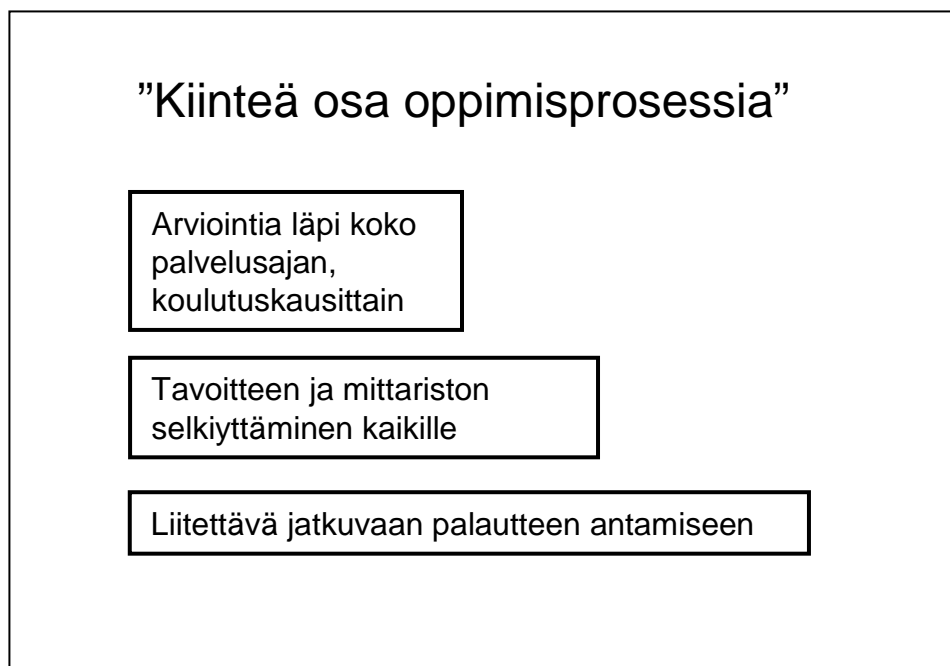 ”Kiinteä osa oppimisprosessia”
Arviointia läpi koko
palvelusajan,
koulutuskausittain
Tavoitteen ja mittariston
selkiyttäminen kaikille
Liitettävä jatkuvaan palautteen antamiseen